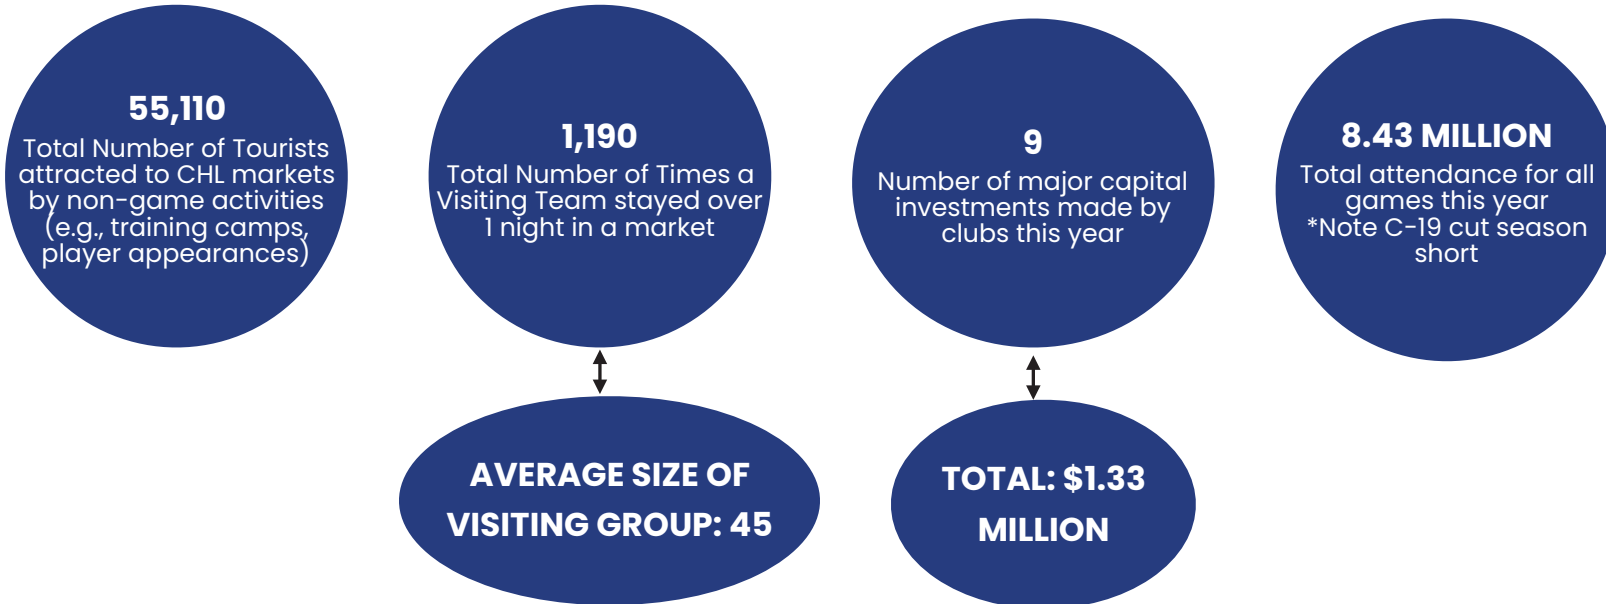 55,110
Total Number of Tourists
attracted to CHL markets
by non-game activities
(e.g., training camps,
player appearances)
1,190
Total Number of Times a
Visiting Team stayed over
1 night in a market
9
Number of major capital
investments made by
clubs this year
8.43 MILLION
Total attendance for all
games this year
*Note C-19 cut season
short
AVERAGE SIZE OF
VISITING GROUP: 45
TOTAL: $1.33
MILLION